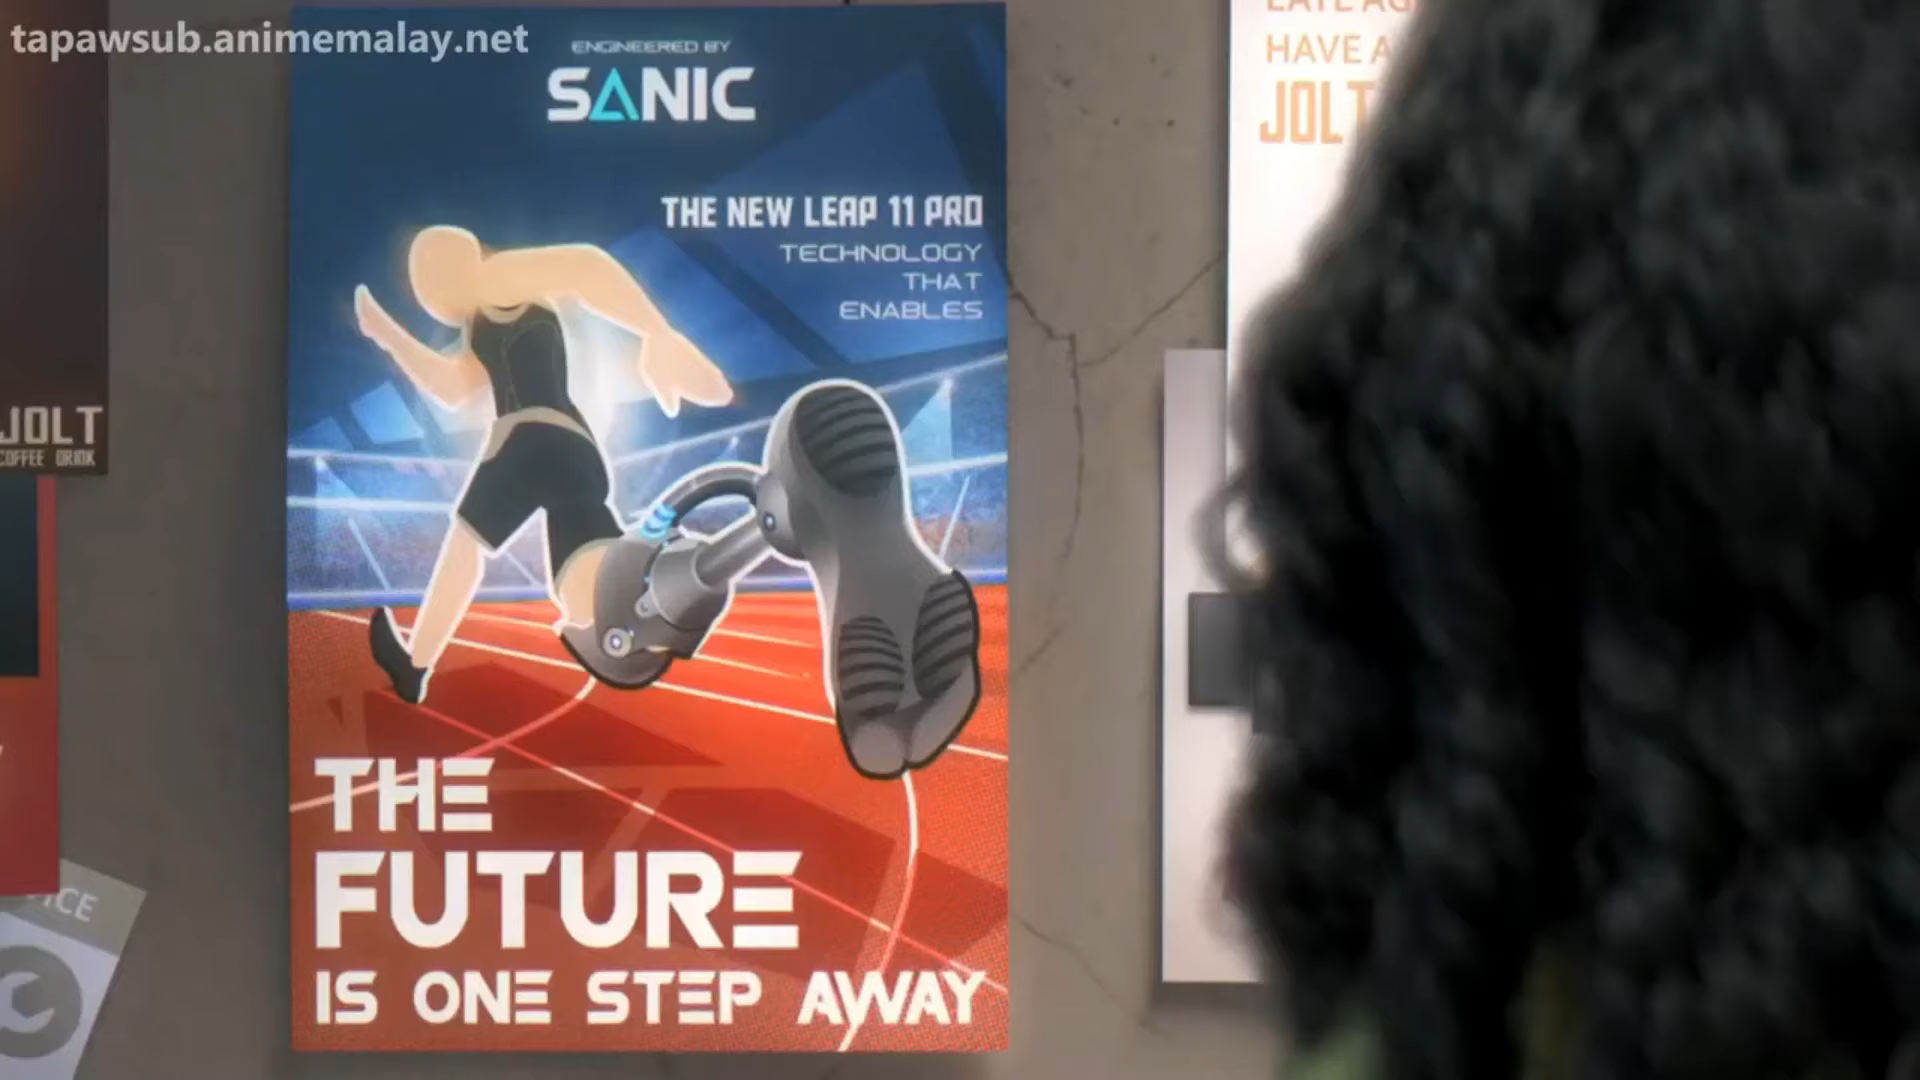 tapawsub.animemalay.net
ENGINEERED BY
SANIC
THE NEW LEAP 11 PRO
TECHNOLOGY
THAT
ENABLES
THE
FUTURE
IS ONE STEP AWAY
JOLT
COFFEE DRINK
HAVE A
JOLT